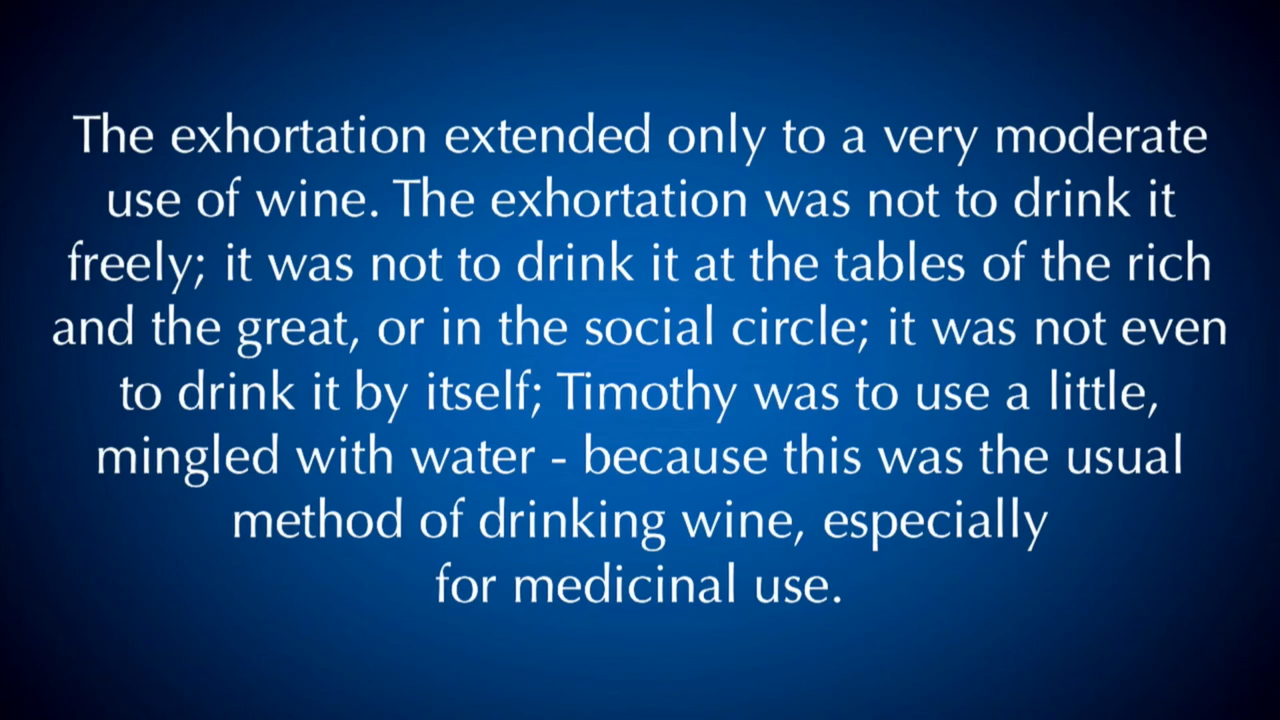 The exhortation extended only to a very moderate
use of wine. The exhortation was not to drink it
freely; it was not to drink it at the tables of the rich
and the great, or in the social circle; it was not even
to drink it by itself; Timothy was to use a little,
mingled with water - because this was the usual
method of drinking wine, especially
for medicinal use.